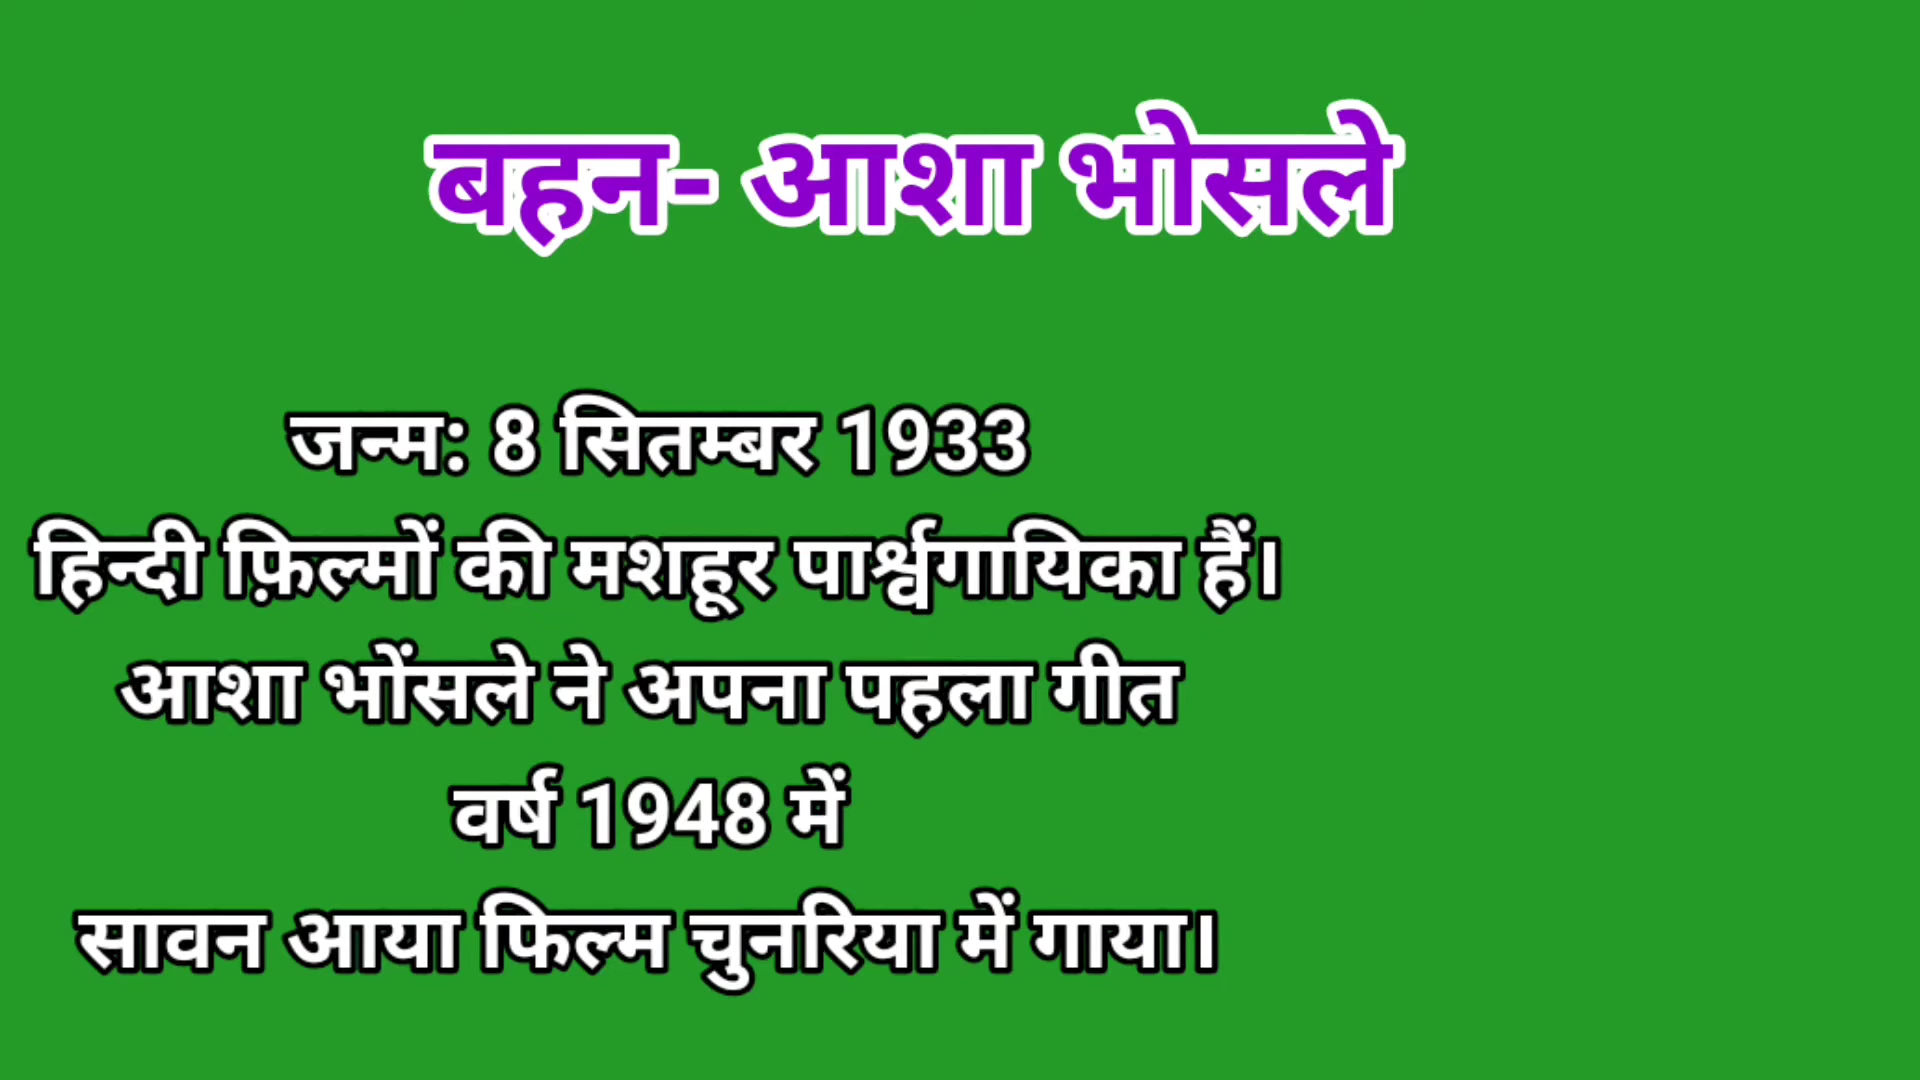 बहन- आशा भोसले
जन्म: 8 सितम्बर 1933
हिन्दी फ़िल्मों की मशहूर पार्श्वगायिका हैं।
आशा भोंसले ने अपना पहला गीत
वर्ष 1948 में
सावन आया फिल्म चुनरिया में गाया।